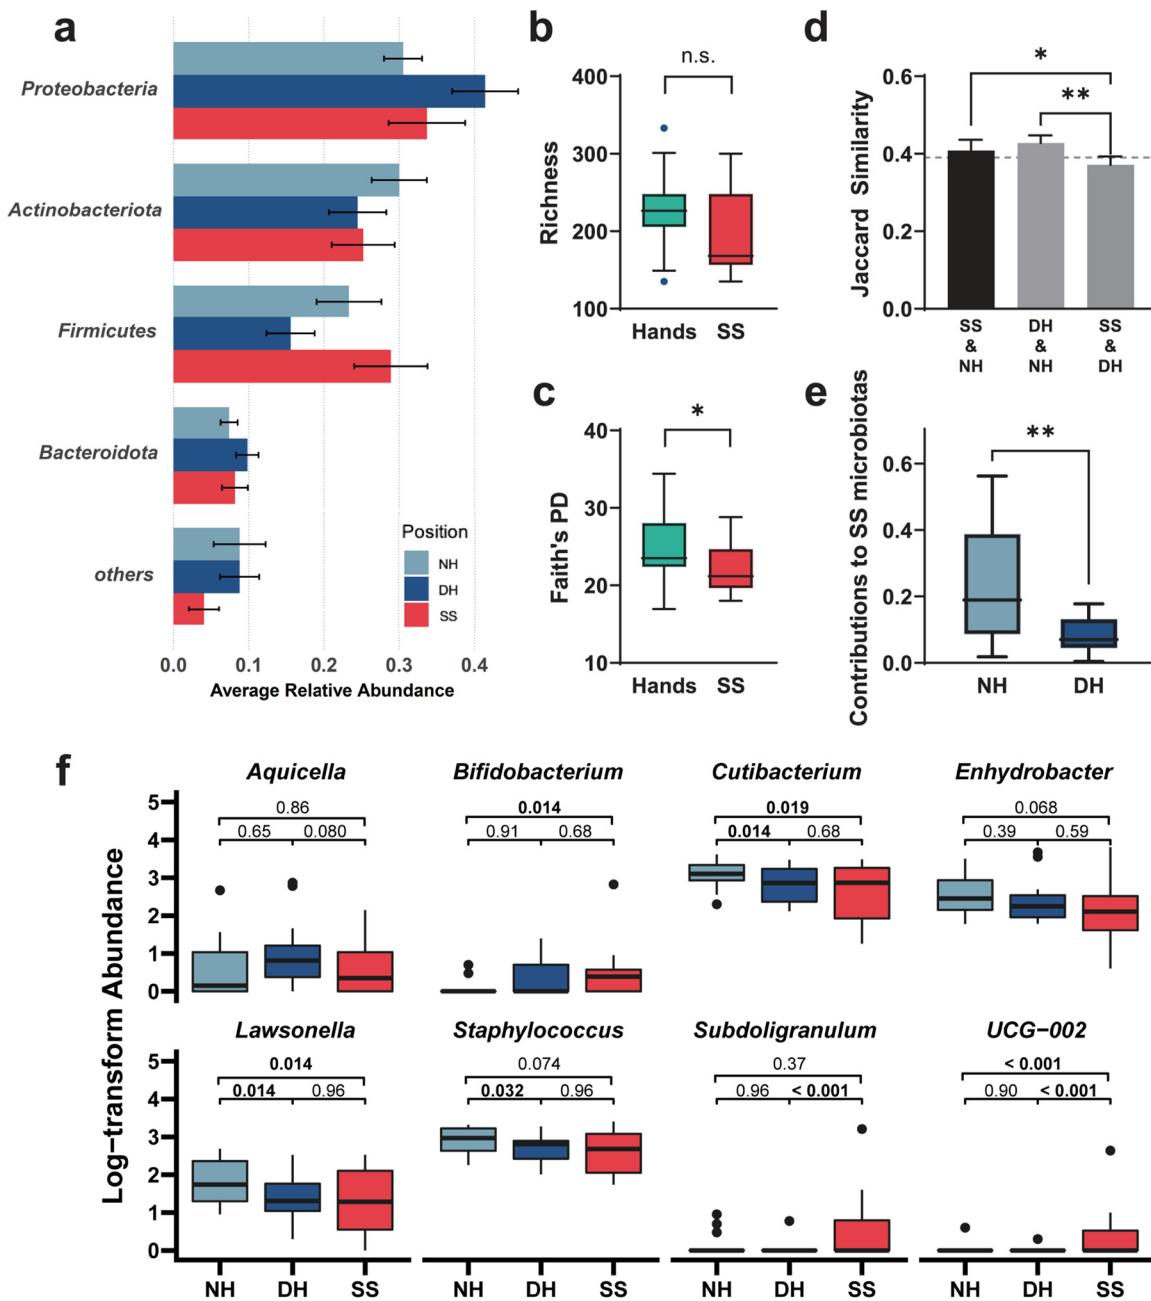 a
Proteobacteria
Actinobacteriota
Firmicutes
Bacteroidota
others
Position
NH
DH
SS
0.0 0.1 0.2 0.3 0.4
Average Relative Abundance
b
n.s.
Richness
400
300
200
100
Hands SS
c
*
Faith's PD
40
30
20
10
Hands SS
d
*
**
Jaccard Similarity
0.6
0.4
0.2
0.0
SS & NH
DH & NH
SS & DH
e
**
Contributions to SS microbiotas
0.6
0.4
0.2
0.0
NH DH
f
Log−transform Abundance
Aquicella
0.86
0.65 0.080
Bifidobacterium
0.014
0.91 0.68
Cutibacterium
0.019
0.014 0.68
Enhydrobacter
0.068
0.39 0.59
5
4
3
2
1
0
Lawsonella
0.014
0.014 0.96
Staphylococcus
0.074
0.032 0.96
Subdoligranulum
0.37
0.96 < 0.001
UCG−002
< 0.001
0.90 < 0.001
5
4
3
2
1
0
NH DH SS
NH DH SS
NH DH SS
NH DH SS